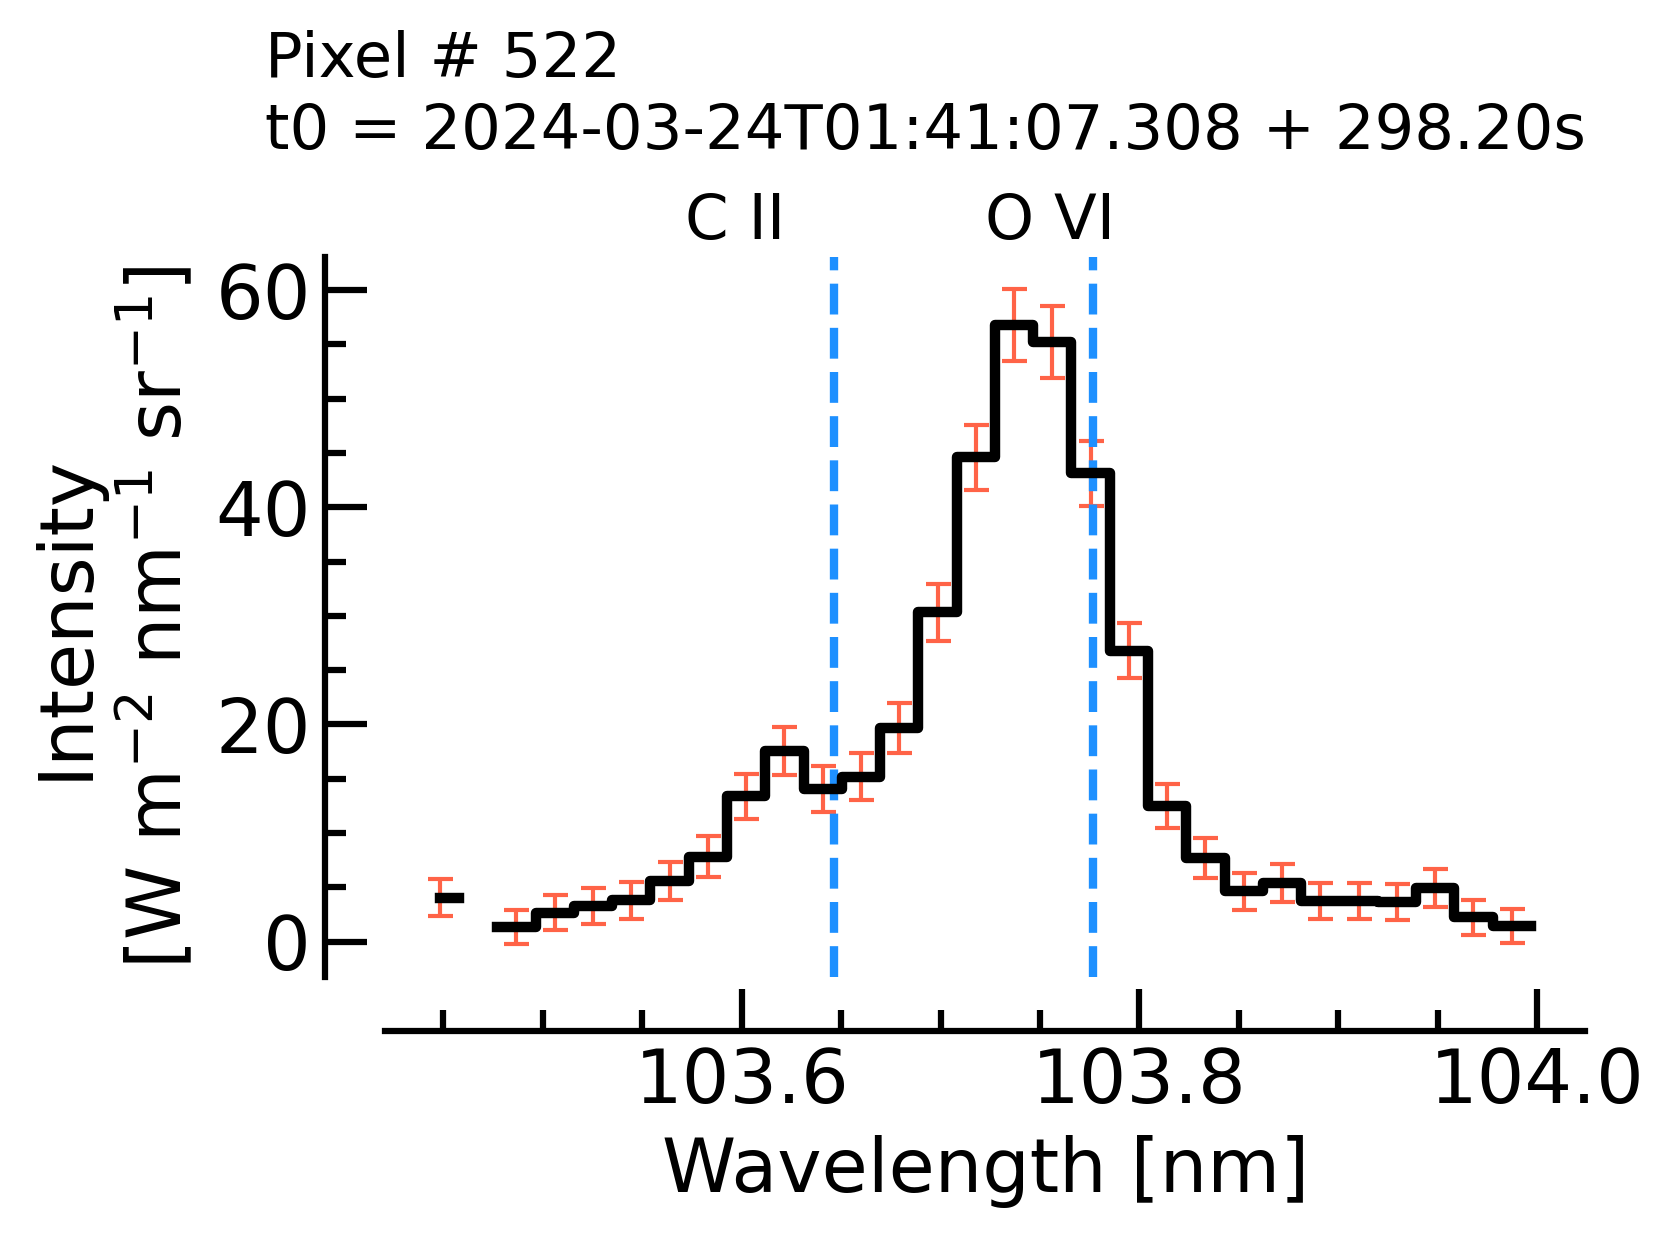 Pixel # 522
t0 = 2024-03-24T01:41:07.308 + 298.20s
C II
O VI
Intensity
[W m⁻² nm⁻¹ sr⁻¹]
60
40
20
0
103.6
103.8
104.0
Wavelength [nm]